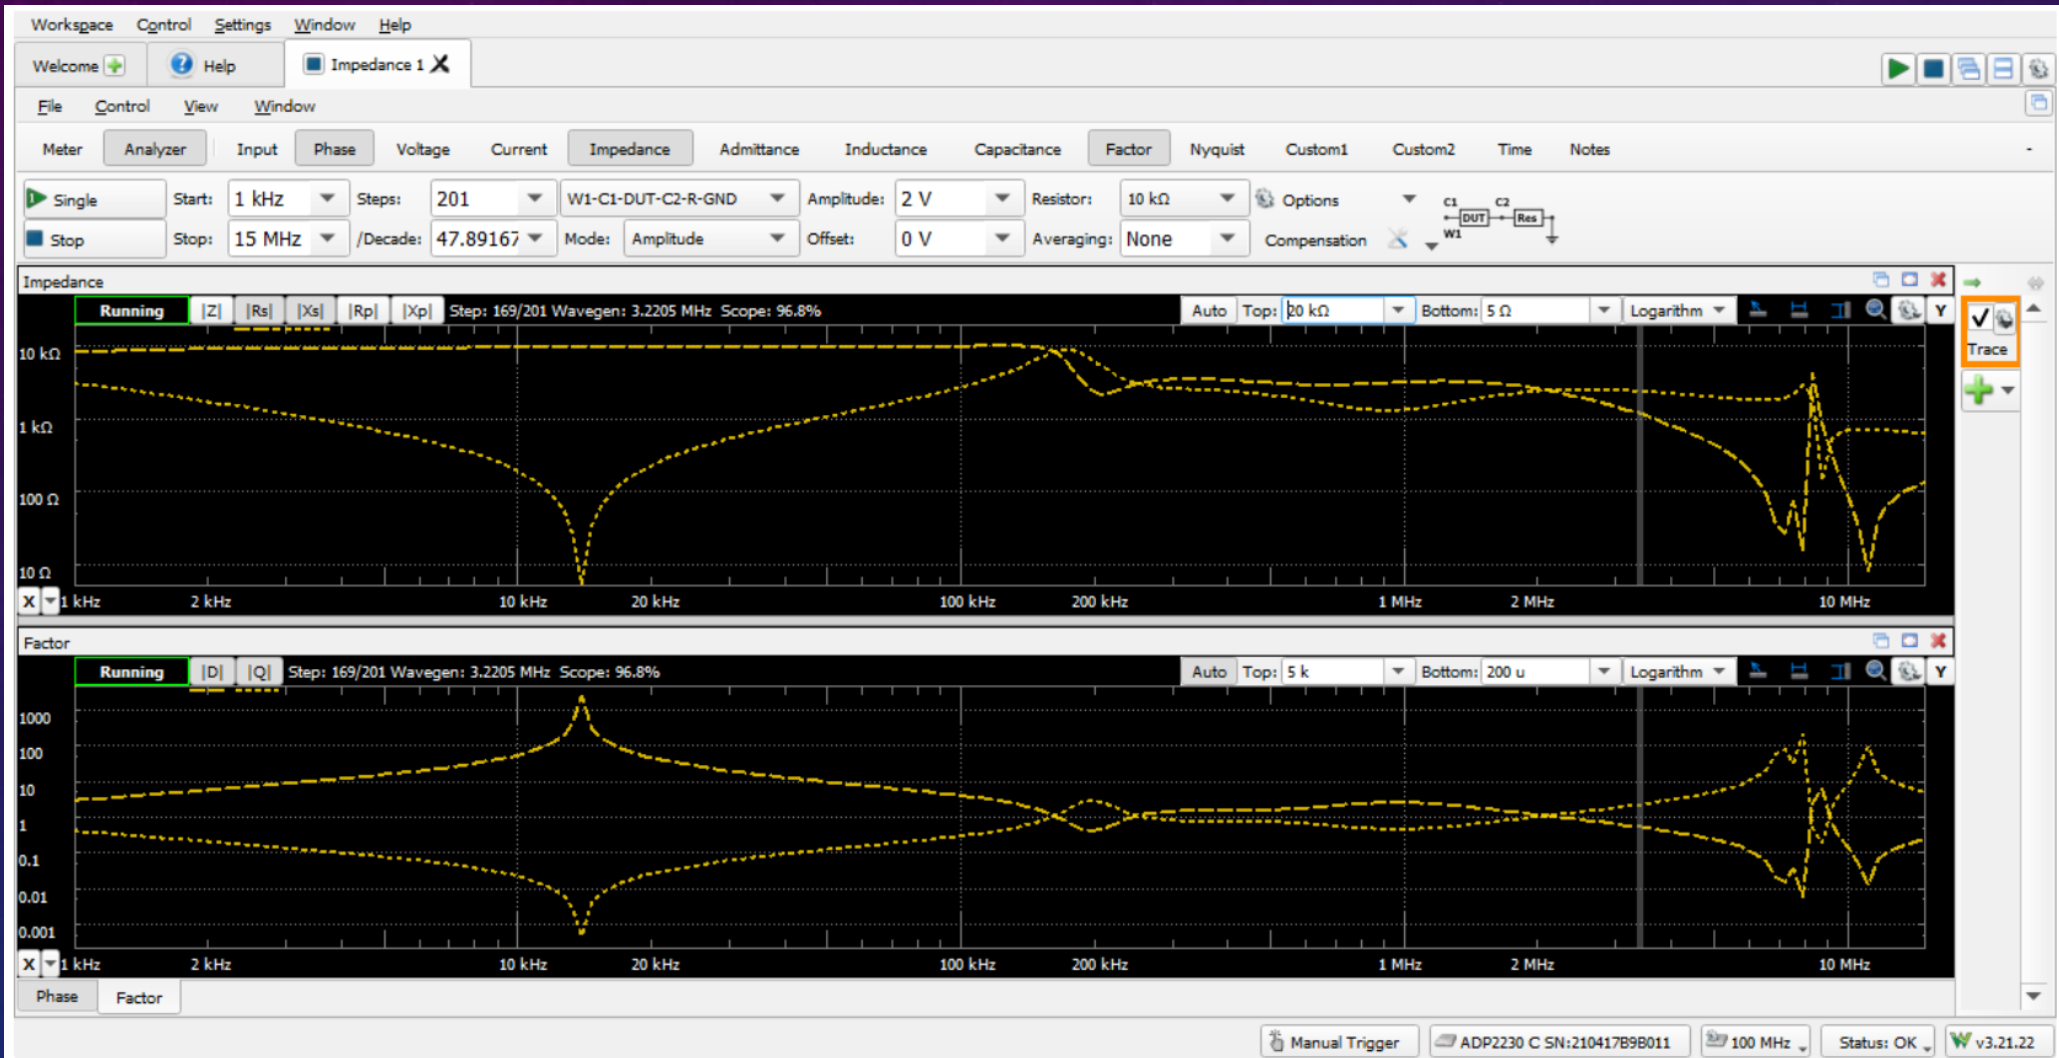 Workspace Control Settings Window Help
Welcome Help Impedance 1
File Control View Window
Meter Analyzer Input Phase Voltage Current Impedance Admittance Inductance Capacitance Factor Nyquist Custom1 Custom2 Time Notes -
Single Start: 1 kHz Steps: 201 W1-C1-DUT-C2-R-GND Amplitude: 2 V Resistor: 10 kΩ Options
Stop Stop: 15 MHz /Decade: 47.89167 Mode: Amplitude Offset: 0 V Averaging: None Compensation
C1 C2
DUT Res
W1
Impedance
Running |Z| |Rs| |Xs| |Rp| |Xp| Step: 169/201 Wavegen: 3.2205 MHz Scope: 96.8% Auto Top: 20 kΩ Bottom: 5 Ω Logarithm Y
Trace
10 kΩ
1 kΩ
100 Ω
10 Ω
X 1 kHz 2 kHz 10 kHz 20 kHz 100 kHz 200 kHz 1 MHz 2 MHz 10 MHz
Factor
Running |D| |Q| Step: 169/201 Wavegen: 3.2205 MHz Scope: 96.8% Auto Top: 5 k Bottom: 200 u Logarithm Y
1000
100
10
1
0.1
0.01
0.001
X 1 kHz 2 kHz 10 kHz 20 kHz 100 kHz 200 kHz 1 MHz 2 MHz 10 MHz
Phase Factor
Manual Trigger ADP2230 C SN:210417B9B011 100 MHz Status: OK v3.21.22